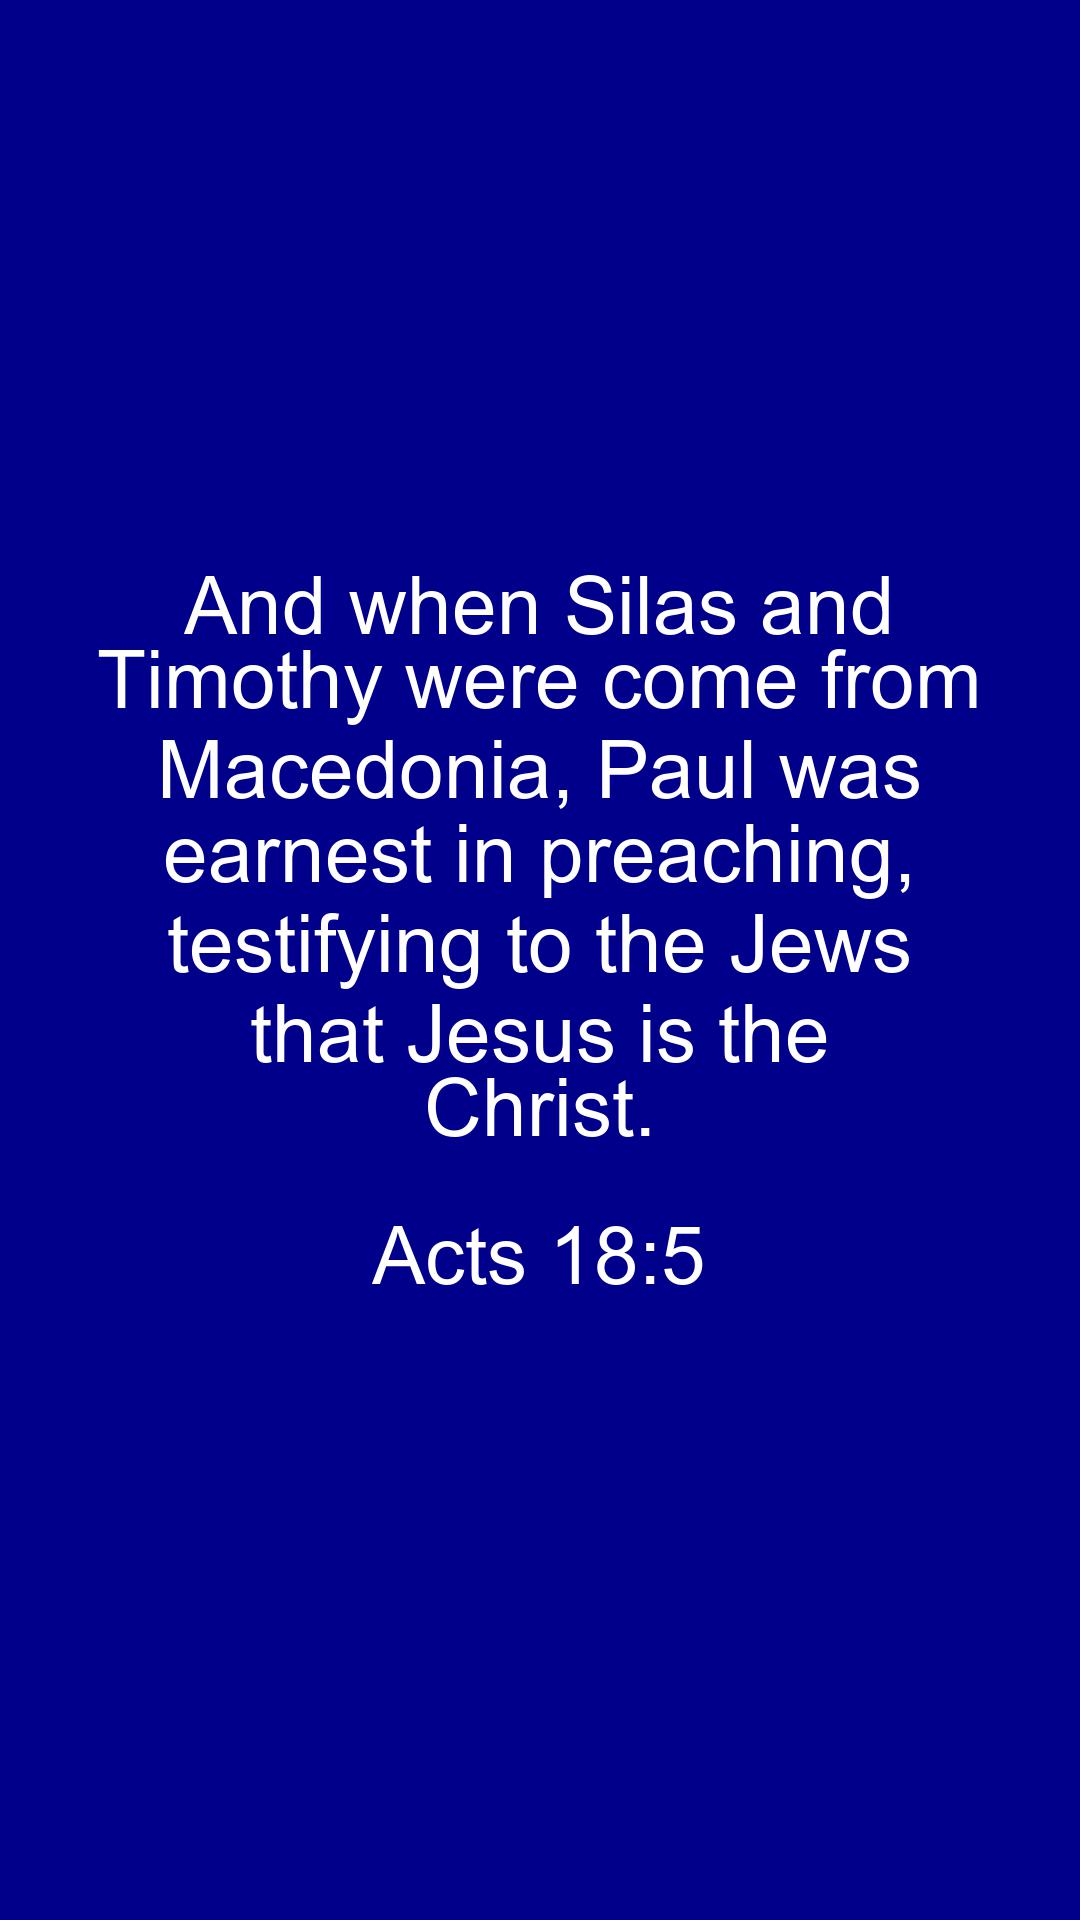 And when Silas and
Timothy were come from
Macedonia, Paul was
earnest in preaching,
testifying to the Jews
that Jesus is the
Christ.
Acts 18:5